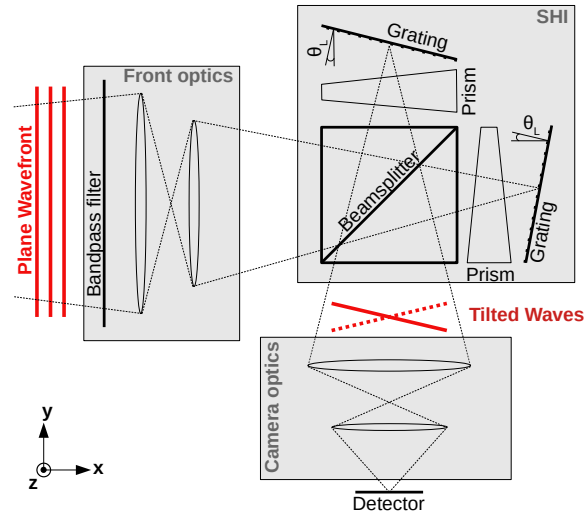 SHI
Grating
θL
Prism
Front optics
Plane Wavefront
Bandpass filter
Beamsplitter
θL
Grating
Prism
Tilted Waves
Camera optics
y
x
z
Detector